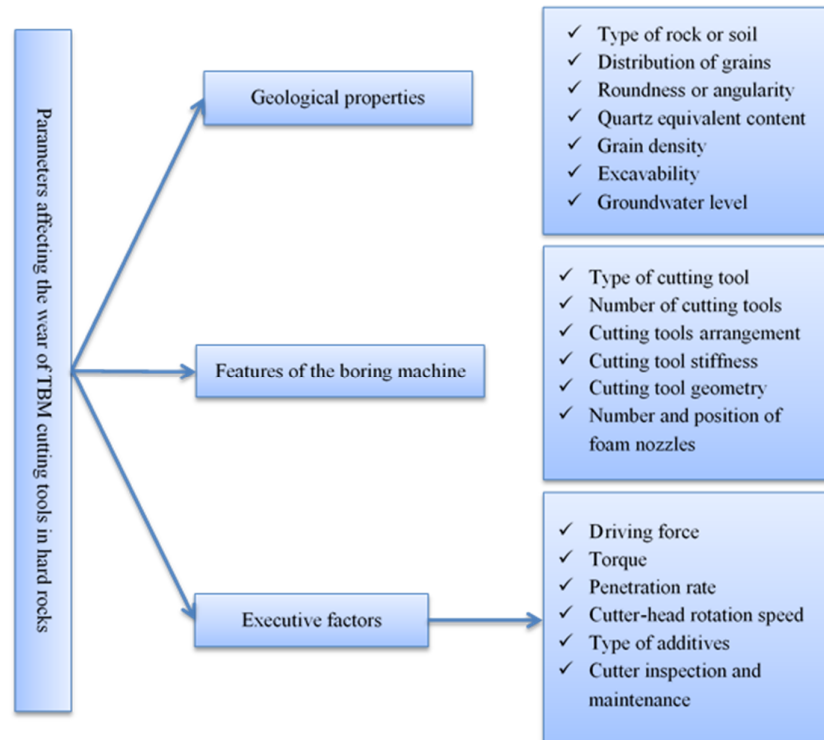 Parameters affecting the wear of TBM cutting tools in hard rocks
Geological properties
✓ Type of rock or soil
✓ Distribution of grains
✓ Roundness or angularity
✓ Quartz equivalent content
✓ Grain density
✓ Excavability
✓ Groundwater level
Features of the boring machine
✓ Type of cutting tool
✓ Number of cutting tools
✓ Cutting tools arrangement
✓ Cutting tool stiffness
✓ Cutting tool geometry
✓ Number and position of
foam nozzles
Executive factors
✓ Driving force
✓ Torque
✓ Penetration rate
✓ Cutter-head rotation speed
✓ Type of additives
✓ Cutter inspection and
maintenance